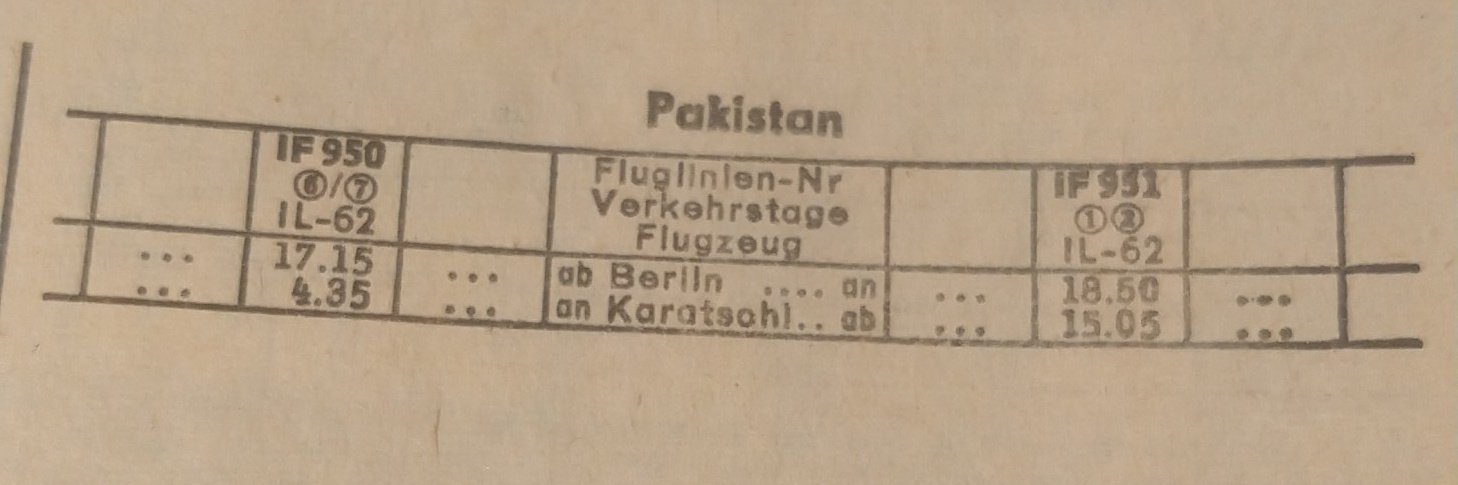 Pakistan
IF 950 Fluglinien-Nr IF 951
⑥/⑦ Verkehrstage ①②
IL-62 Flugzeug IL-62
... 17.15 ... ab Berlin .... an ... 18.50 ....
... 4.35 ... an Karatschi.. ab ... 15.05 ...